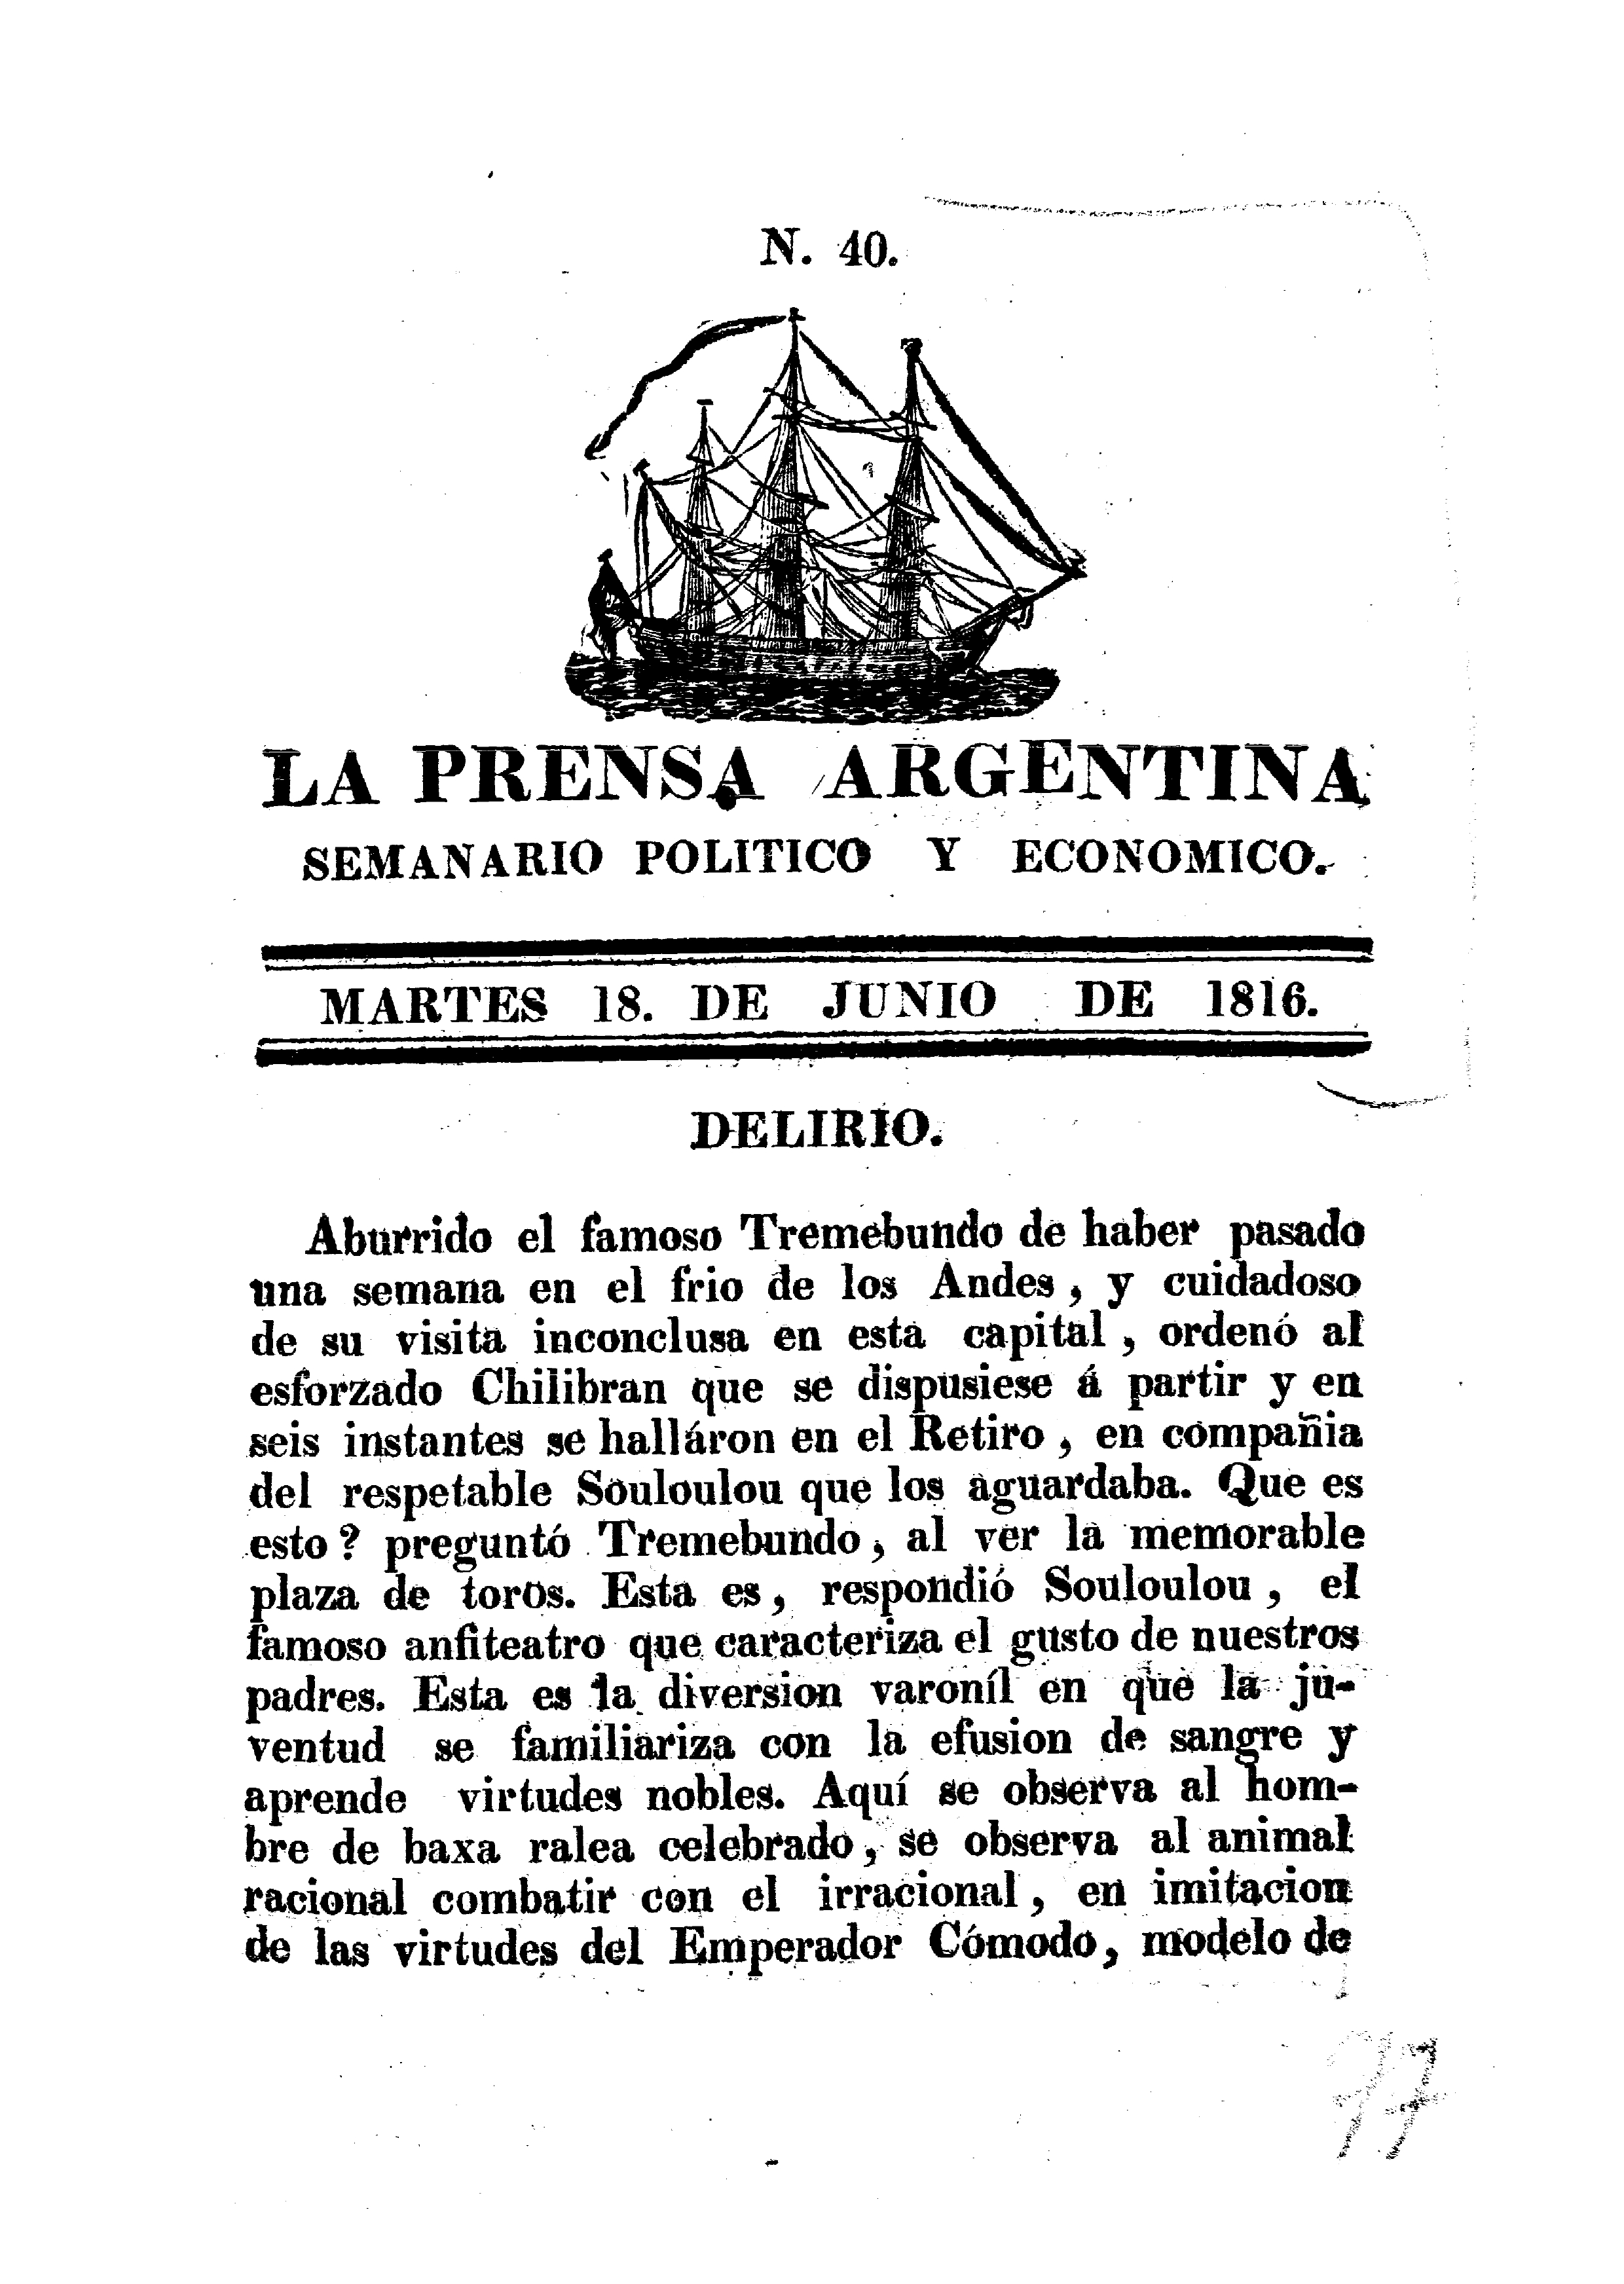 N. 40.
LA PRENSA ARGENTINA
SEMANARIO POLITICO Y ECONOMICO.
MARTES 18. DE JUNIO DE 1816.
DELIRIO.
Aburrido el famoso Tremebundo de haber pasado
una semana en el frio de los Andes, y cuidadoso
de su visita inconclusa en esta capital, ordenó al
esforzado Chilibran que se dispusiese á partir y en
seis instantes se halláron en el Retiro, en compañia
del respetable Souloulou que los aguardaba. Que es
esto? preguntó Tremebundo, al ver la memorable
plaza de toros. Esta es, respondió Souloulou, el
famoso anfiteatro que caracteriza el gusto de nuestros
padres. Esta es la diversion varoníl en que la ju-
ventud se familiariza con la efusion de sangre y
aprende virtudes nobles. Aquí se observa al hom-
bre de baxa ralea celebrado, se observa al animal
racional combatir con el irracional, en imitacion
de las virtudes del Emperador Cómodo, modelo de
77